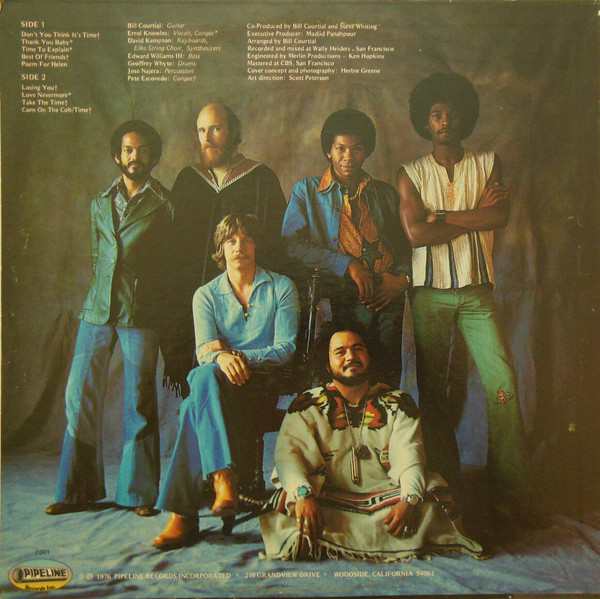 SIDE 1
Don't You Think It's Time†
Thank You Baby*
Time To Explain*
Best Of Friends†
Poem For Helen
SIDE 2
Losing You†
Love Nevermore*
Take The Time†
Corn On The Cob/Time†
Bill Courtial: Guitar
Errol Knowles: Vocals, Congas*
David Kempton: Keyboards,
Elka String Choir, Synthesizers
Edward Williams III: Bass
Geoffrey Whyte: Drums
Jose Najera: Percussion
Pete Escovedo: Congas†
Co-Produced by Bill Courtial and Steve Whiting
Executive Producer: Madjid Panahpour
Arranged by Bill Courtial
Recorded and mixed at Wally Heiders - San Francisco
Engineered by Merlin Productions – Ken Hopkins
Mastered at CBS, San Francisco
Cover concept and photography: Herbie Greene
Art direction: Scott Peterson
2001
PIPELINE
Records Inc.
© ℗ 1976 PIPELINE RECORDS INCORPORATED • 210 GRANDVIEW DRIVE • WOODSIDE, CALIFORNIA 94062